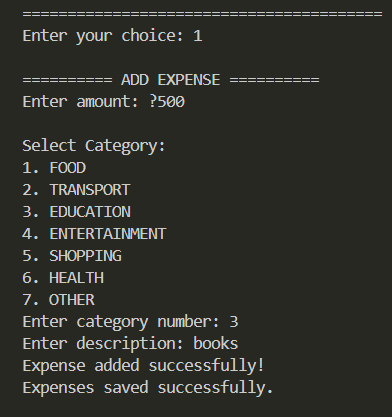 ========================================
Enter your choice: 1
========== ADD EXPENSE ==========
Enter amount: ?500
Select Category:
1. FOOD
2. TRANSPORT
3. EDUCATION
4. ENTERTAINMENT
5. SHOPPING
6. HEALTH
7. OTHER
Enter category number: 3
Enter description: books
Expense added successfully!
Expenses saved successfully.